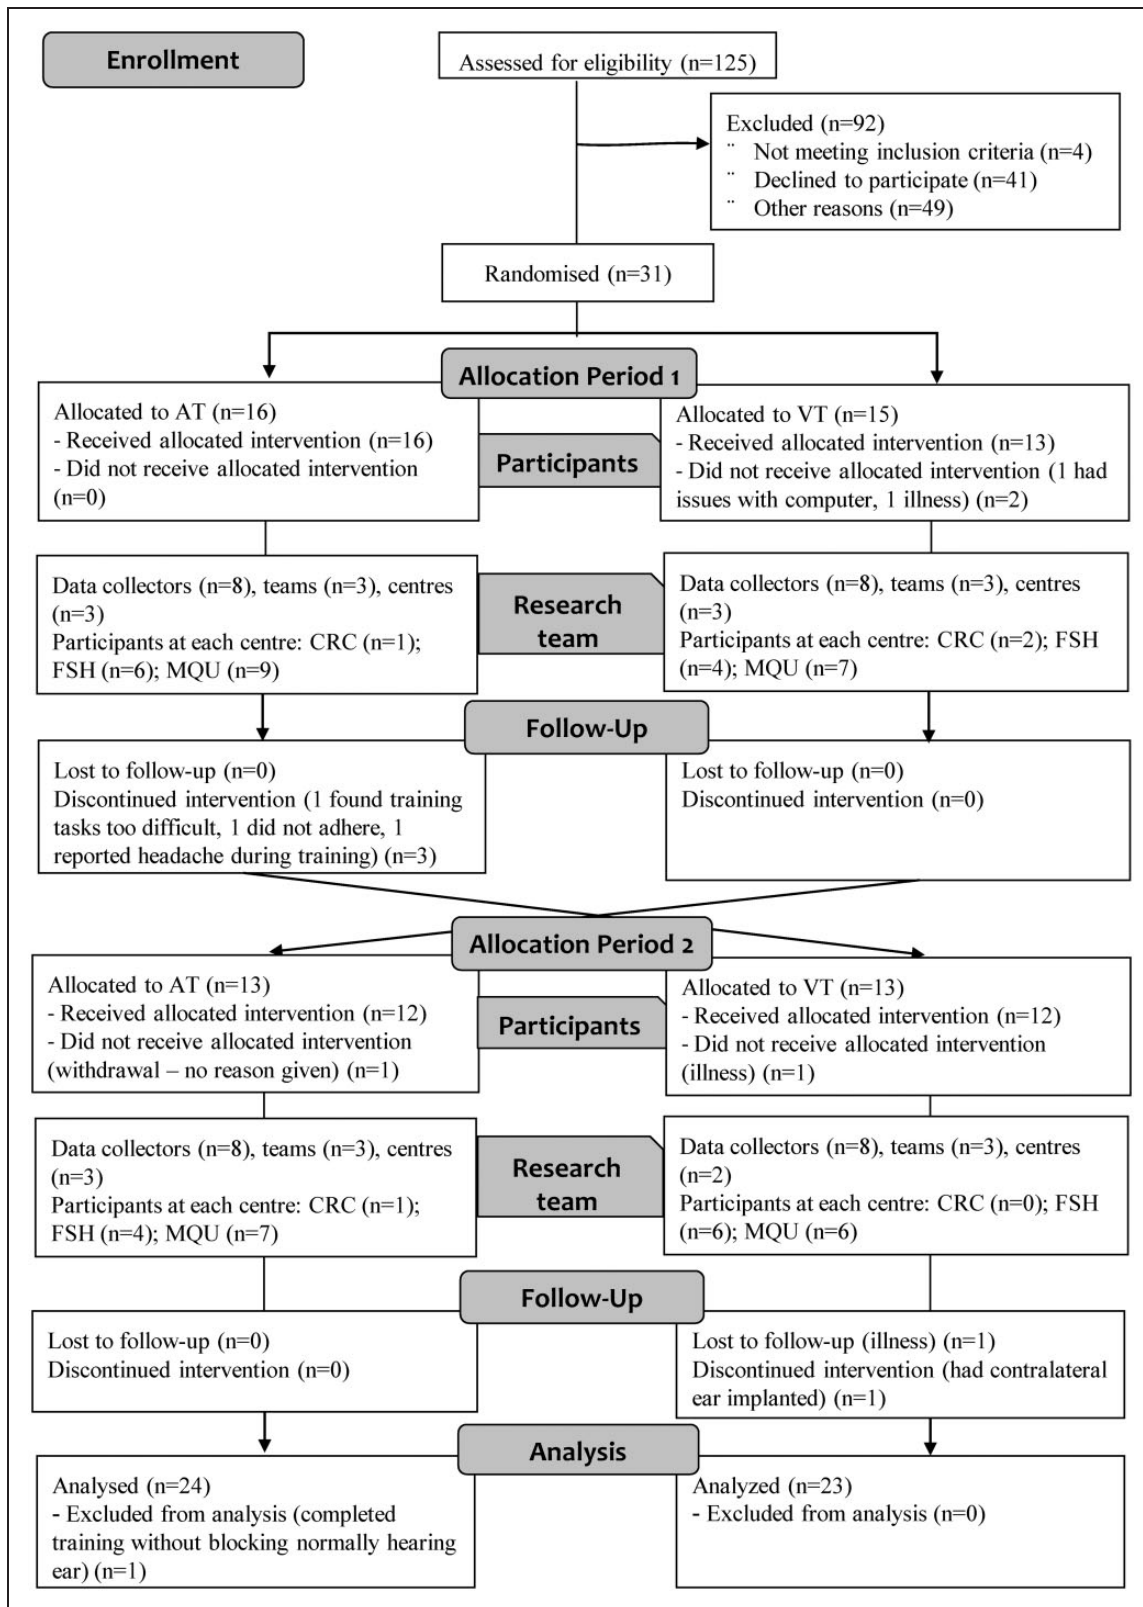 Enrollment
Assessed for eligibility (n=125)
Excluded (n=92)
¨ Not meeting inclusion criteria (n=4)
¨ Declined to participate (n=41)
¨ Other reasons (n=49)
Randomised (n=31)
Allocation Period 1
Allocated to AT (n=16)
- Received allocated intervention (n=16)
- Did not receive allocated intervention
(n=0)
Participants
Allocated to VT (n=15)
- Received allocated intervention (n=13)
- Did not receive allocated intervention (1 had
issues with computer, 1 illness) (n=2)
Data collectors (n=8), teams (n=3), centres
(n=3)
Participants at each centre: CRC (n=1);
FSH (n=6); MQU (n=9)
Research
team
Data collectors (n=8), teams (n=3), centres
(n=3)
Participants at each centre: CRC (n=2); FSH
(n=4); MQU (n=7)
Follow-Up
Lost to follow-up (n=0)
Discontinued intervention (1 found training
tasks too difficult, 1 did not adhere, 1
reported headache during training) (n=3)
Lost to follow-up (n=0)
Discontinued intervention (n=0)
Allocation Period 2
Allocated to AT (n=13)
- Received allocated intervention (n=12)
- Did not receive allocated intervention
(withdrawal – no reason given) (n=1)
Participants
Allocated to VT (n=13)
- Received allocated intervention (n=12)
- Did not receive allocated intervention
(illness) (n=1)
Data collectors (n=8), teams (n=3), centres
(n=3)
Participants at each centre: CRC (n=1);
FSH (n=4); MQU (n=7)
Research
team
Data collectors (n=8), teams (n=3), centres
(n=2)
Participants at each centre: CRC (n=0); FSH
(n=6); MQU (n=6)
Follow-Up
Lost to follow-up (n=0)
Discontinued intervention (n=0)
Lost to follow-up (illness) (n=1)
Discontinued intervention (had contralateral
ear implanted) (n=1)
Analysis
Analysed (n=24)
- Excluded from analysis (completed
training without blocking normally hearing
ear) (n=1)
Analyzed (n=23)
- Excluded from analysis (n=0)